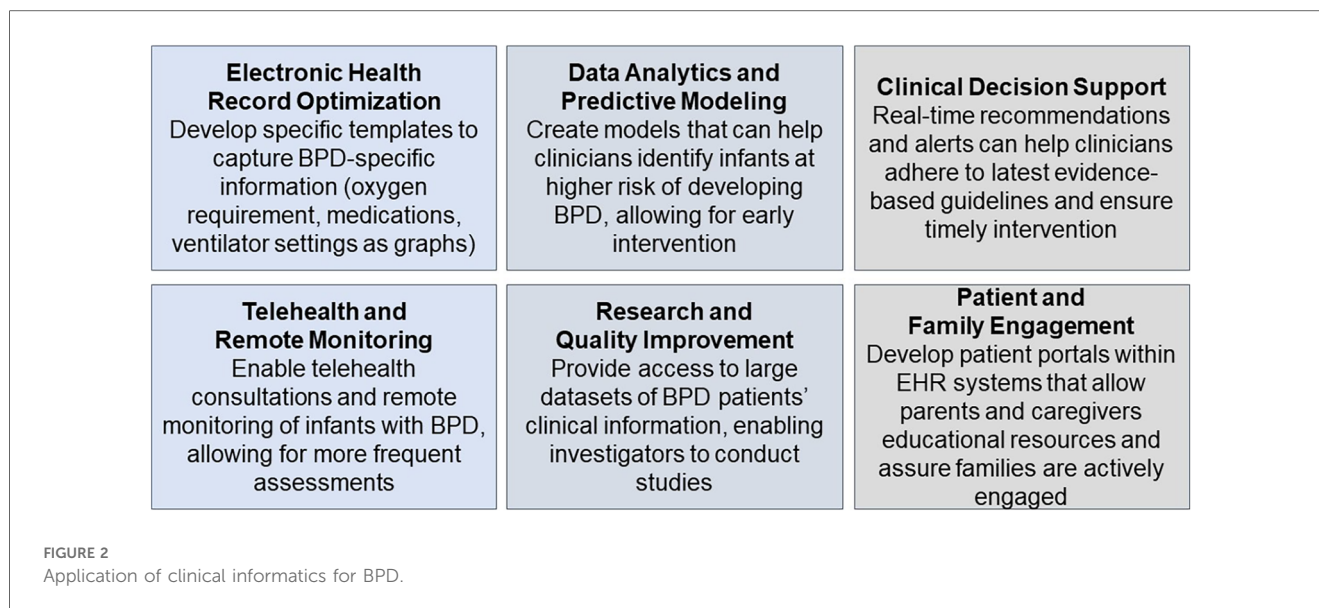 Electronic Health
Record Optimization
Develop specific templates to
capture BPD-specific
information (oxygen
requirement, medications,
ventilator settings as graphs)
Data Analytics and
Predictive Modeling
Create models that can help
clinicians identify infants at
higher risk of developing
BPD, allowing for early
intervention
Clinical Decision Support
Real-time recommendations
and alerts can help clinicians
adhere to latest evidence-
based guidelines and ensure
timely intervention
Telehealth and
Remote Monitoring
Enable telehealth
consultations and remote
monitoring of infants with BPD,
allowing for more frequent
assessments
Research and
Quality Improvement
Provide access to large
datasets of BPD patients’
clinical information, enabling
investigators to conduct
studies
Patient and
Family Engagement
Develop patient portals within
EHR systems that allow
parents and caregivers
educational resources and
assure families are actively
engaged
FIGURE 2
Application of clinical informatics for BPD.